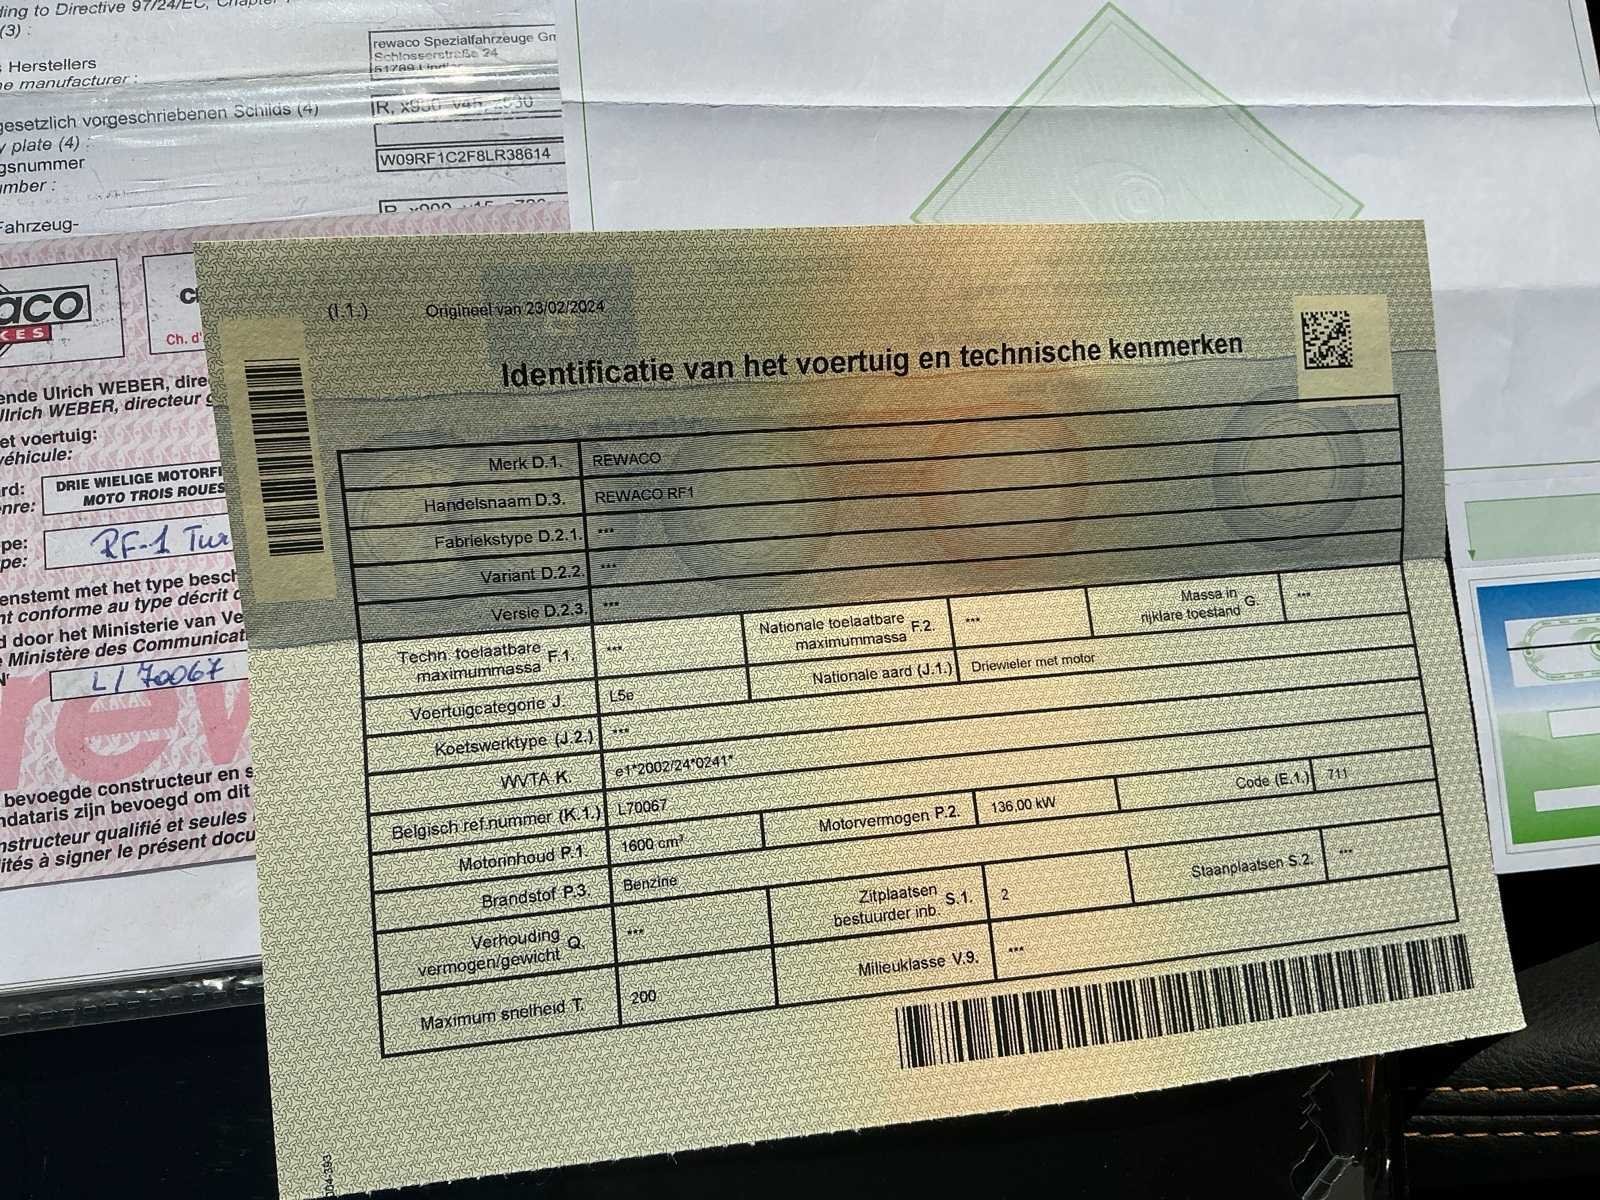 ding to Directive 97/24/EC, Chapter
(3) :
Herstellers
manufacturer :
rewaco Spezialfahrzeuge
Schlosserstraße 24
gesetzlich vorgeschriebenen Schilds (4)
y plate (4) :
gsnummer
umber :
W09RF1C2F8LR38614
Fahrzeug-
aco
KES
Ch. d'
ende Ulrich WEBER, dire
Ulrich WEBER, directeur g
et voertuig:
véhicule:
rd:
enre:
DRIE WIELIGE MOTORFI
MOTO TROIS ROUES
pe:
pe:
RF-1 Tur
enstemt met het type besch
nt conforme au type décrit d
d door het Ministerie van Ve
Ministère des Communicat
L/70067
rew
bevoegde constructeur en s
ndataris zijn bevoegd om dit
nstructeur qualifié et seules
lités à signer le présent docu
(I.1.) Origineel van 23/02/2024
Identificatie van het voertuig en technische kenmerken
Merk D.1. REWACO
Handelsnaam D.3. REWACO RF1
Fabriekstype D.2.1. ***
Variant D.2.2. ***
Versie D.2.3. ***
Techn. toelaatbare maximummassa F.1. *** Nationale toelaatbare maximummassa F.2. *** Massa in rijklare toestand G. ***
Voertuigcategorie J. L5e Nationale aard (J.1.) Driewieler met motor
Koetswerktype (J.2.) ***
WVTA K. e1*2002/24*0241*
Belgisch ref.nummer (K.1.) L70067
Motorinhoud P.1. 1600 cm³ Motorvermogen P.2. 136,00 kW Code (E.1.) 711
Brandstof P.3. Benzine
Verhouding vermogen/gewicht Q. *** Zitplaatsen bestuurder inb. S.1. 2 Staanplaatsen S.2. ***
Maximum snelheid T. 200 Milieuklasse V.9. ***